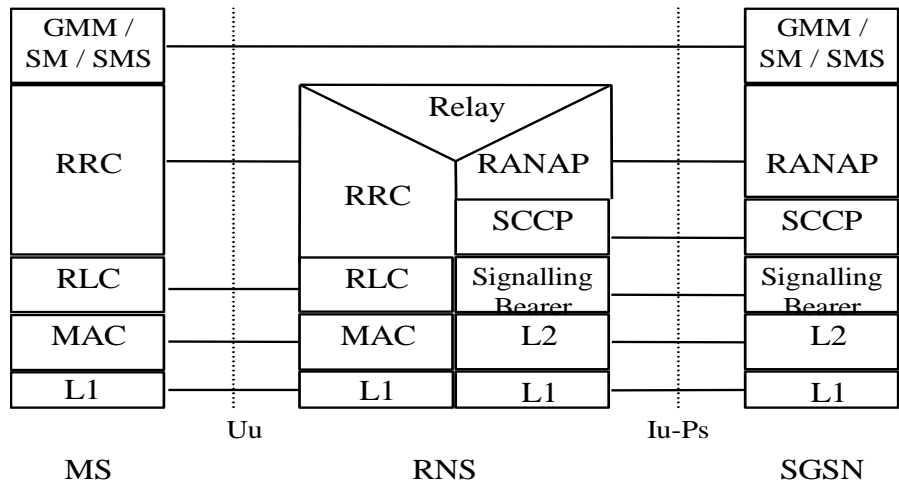 GMM /
SM / SMS
GMM /
SM / SMS
Relay
RRC
RRC
RANAP
RANAP
SCCP
SCCP
RLC
RLC
Signalling
Bearer
Signalling
Bearer
MAC
MAC
L2
L2
L1
L1
L1
L1
Uu
Iu-Ps
MS
RNS
SGSN